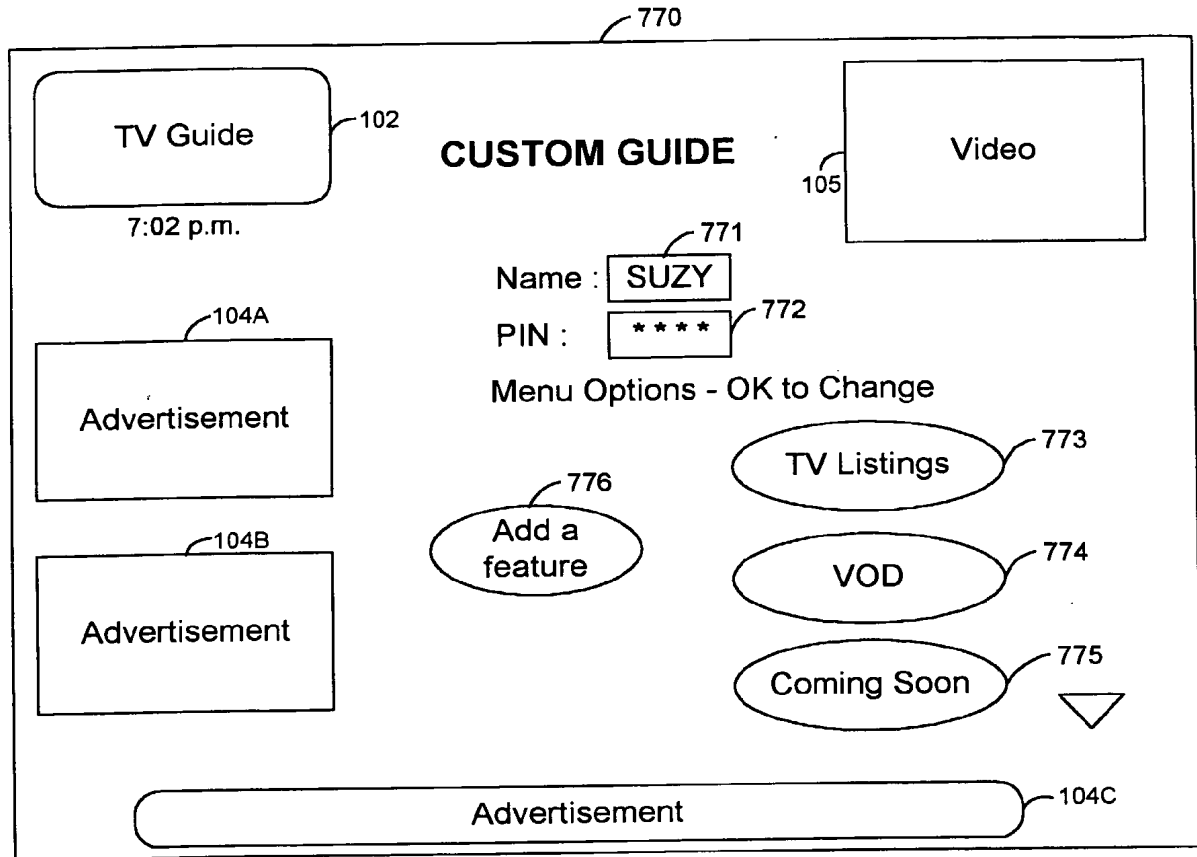 770
TV Guide
102
CUSTOM GUIDE
Video
105
7:02 p.m.
771
Name : SUZY
772
PIN : * * * *
Menu Options - OK to Change
104A
Advertisement
773
TV Listings
776
Add a
feature
104B
Advertisement
774
VOD
775
Coming Soon
Advertisement
104C